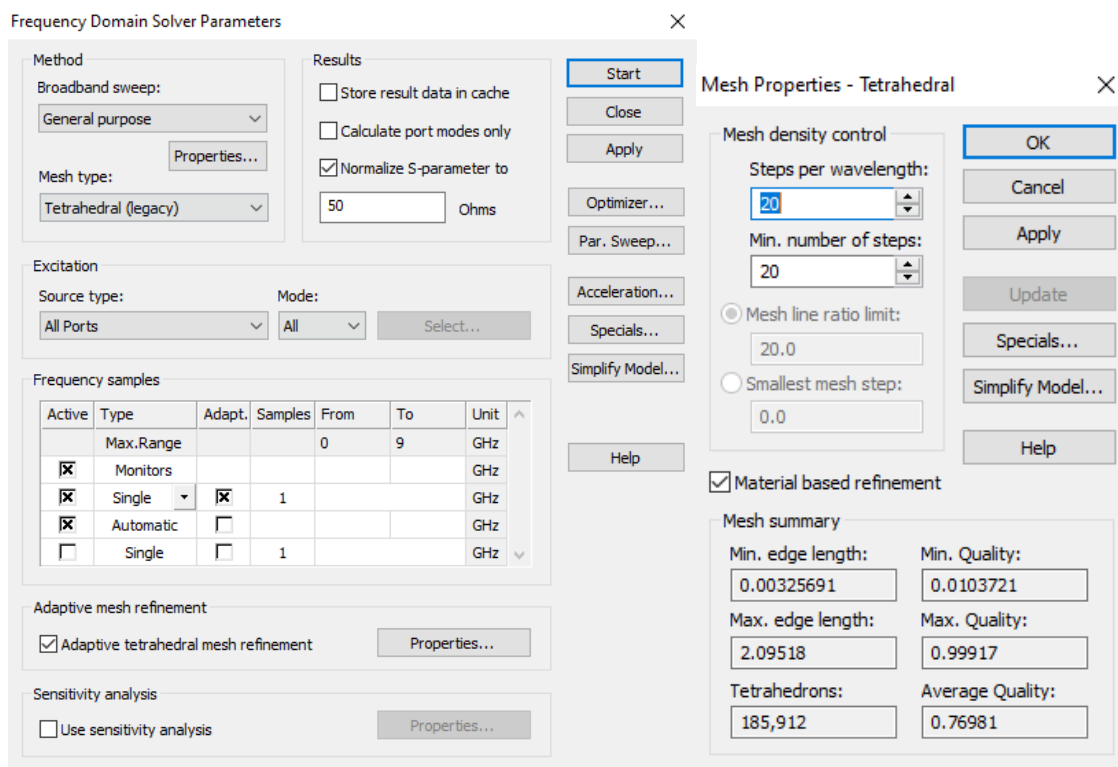 Frequency Domain Solver Parameters
Method
Broadband sweep:
General purpose
Properties...
Mesh type:
Tetrahedral (legacy)
Results
Store result data in cache
Calculate port modes only
Normalize S-parameter to
50 Ohms
Start
Close
Apply
Optimizer...
Par. Sweep...
Acceleration...
Specials...
Simplify Model...
Help
Excitation
Source type: Mode:
All Ports All Select...
Frequency samples
Active Type Adapt. Samples From To Unit
Max.Range 0 9 GHz
Monitors GHz
Single 1 GHz
Automatic GHz
Single 1 GHz
Adaptive mesh refinement
Adaptive tetrahedral mesh refinement Properties...
Sensitivity analysis
Use sensitivity analysis Properties...
Mesh Properties - Tetrahedral
Mesh density control
Steps per wavelength:
20
Min. number of steps:
20
Mesh line ratio limit:
20.0
Smallest mesh step:
0.0
OK
Cancel
Apply
Update
Specials...
Simplify Model...
Help
Material based refinement
Mesh summary
Min. edge length: Min. Quality:
0.00325691 0.0103721
Max. edge length: Max. Quality:
2.09518 0.99917
Tetrahedrons: Average Quality:
185,912 0.76981